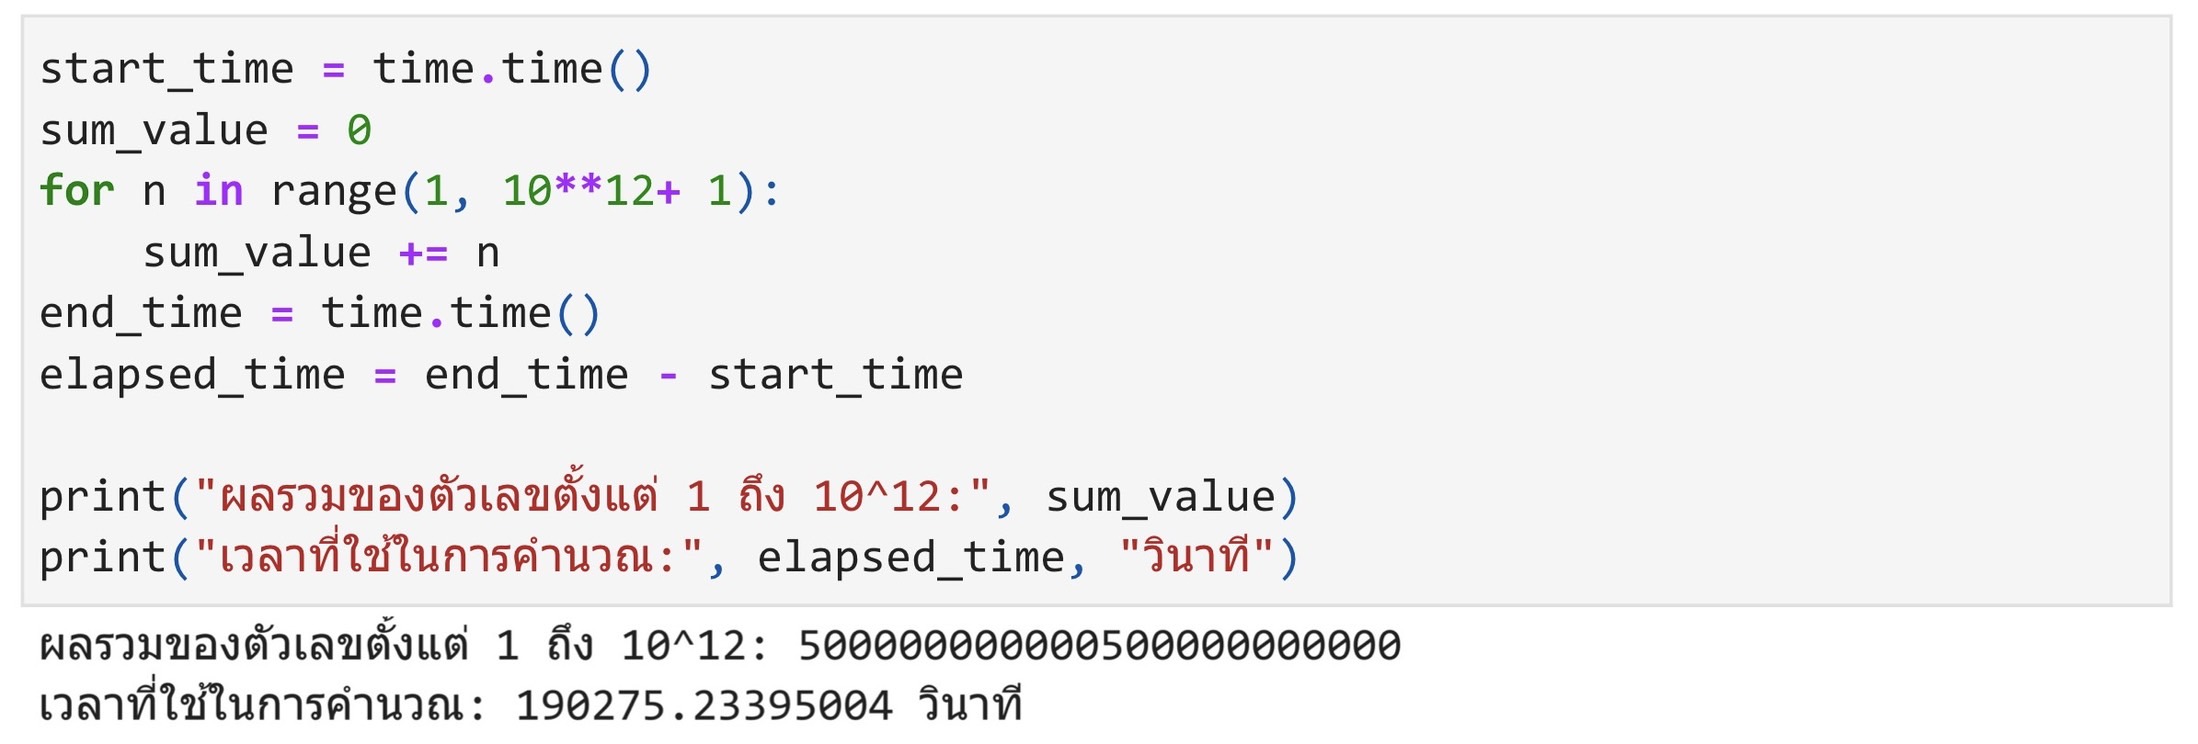 start_time = time.time()
sum_value = 0
for n in range(1, 10**12+ 1):
    sum_value += n
end_time = time.time()
elapsed_time = end_time - start_time
print("ผลรวมของตัวเลขตั้งแต่ 1 ถึง 10^12:", sum_value)
print("เวลาที่ใช้ในการคำนวณ:", elapsed_time, "วินาที")
ผลรวมของตัวเลขตั้งแต่ 1 ถึง 10^12: 500000000000500000000000
เวลาที่ใช้ในการคำนวณ: 190275.23395004 วินาที